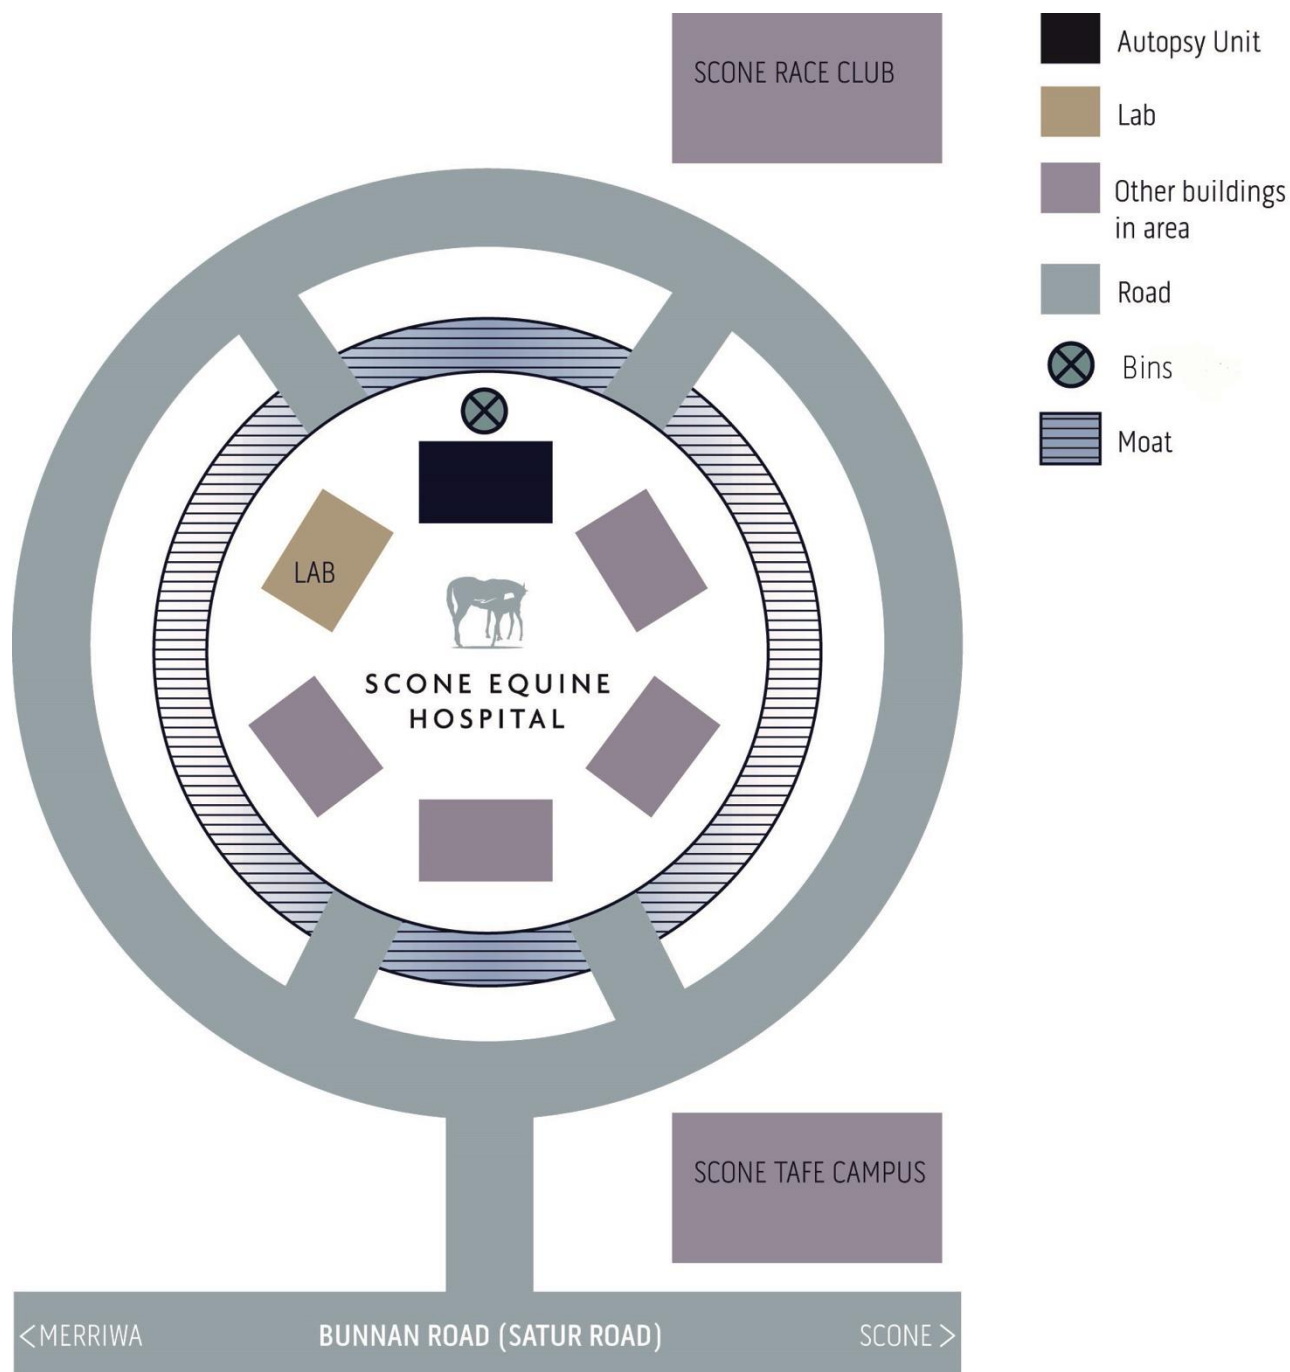 SCONE RACE CLUB
Autopsy Unit
Lab
Other buildings
in area
Road
Bins
Moat
LAB
SCONE EQUINE
HOSPITAL
SCONE TAFE CAMPUS
<MERRIWA
BUNNAN ROAD (SATUR ROAD)
SCONE >